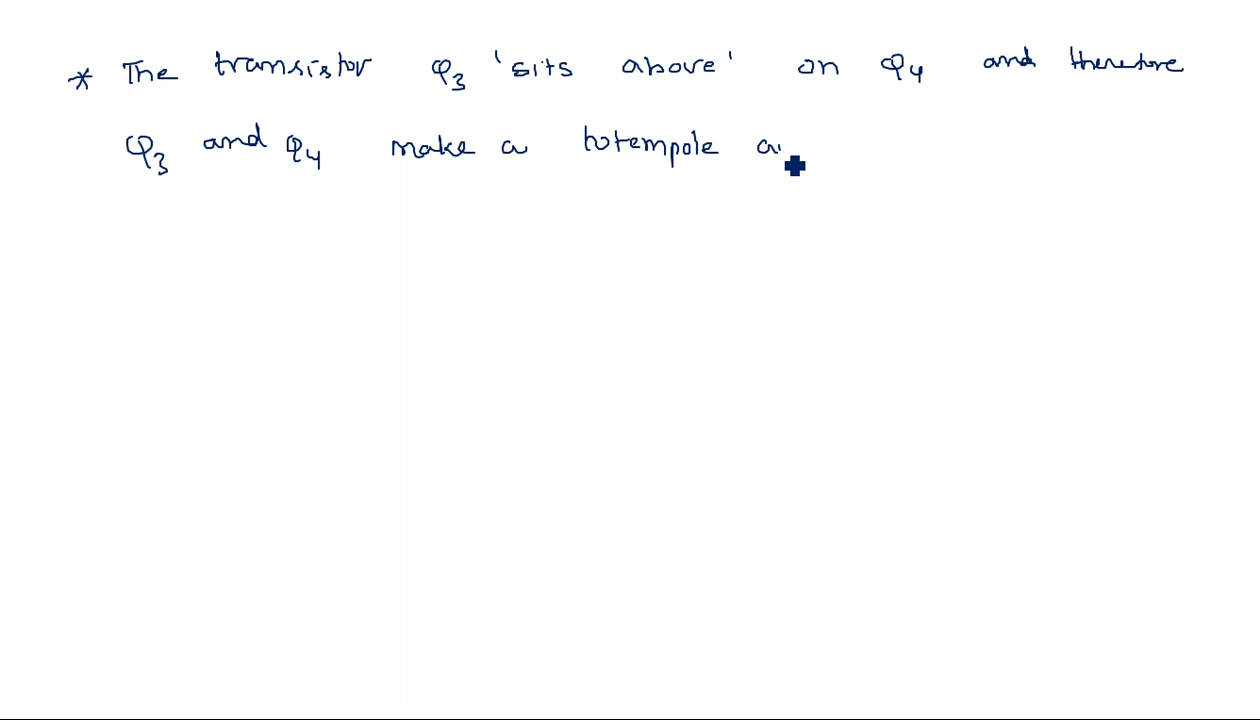 * The transistor Q3 'sits above' on Q4 and therefore
Q3 and Q4 make a totempole